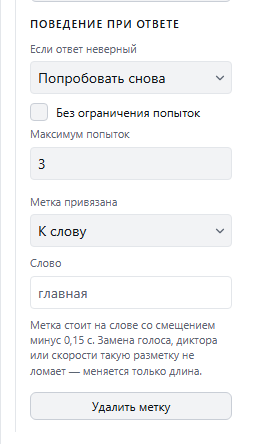 ПОВЕДЕНИЕ ПРИ ОТВЕТЕ
Если ответ неверный
Попробовать снова
Без ограничения попыток
Максимум попыток
3
Метка привязана
К слову
Слово
главная
Метка стоит на слове со смещением
минус 0,15 с. Замена голоса, диктора
или скорости такую разметку не
ломает — меняется только длина.
Удалить метку